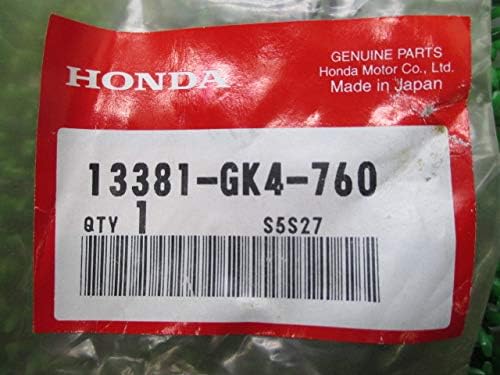 HONDA
GENUINE PARTS
Honda Motor Co., Ltd.
Made in Japan
13381-GK4-760
QTY 1 S5S27